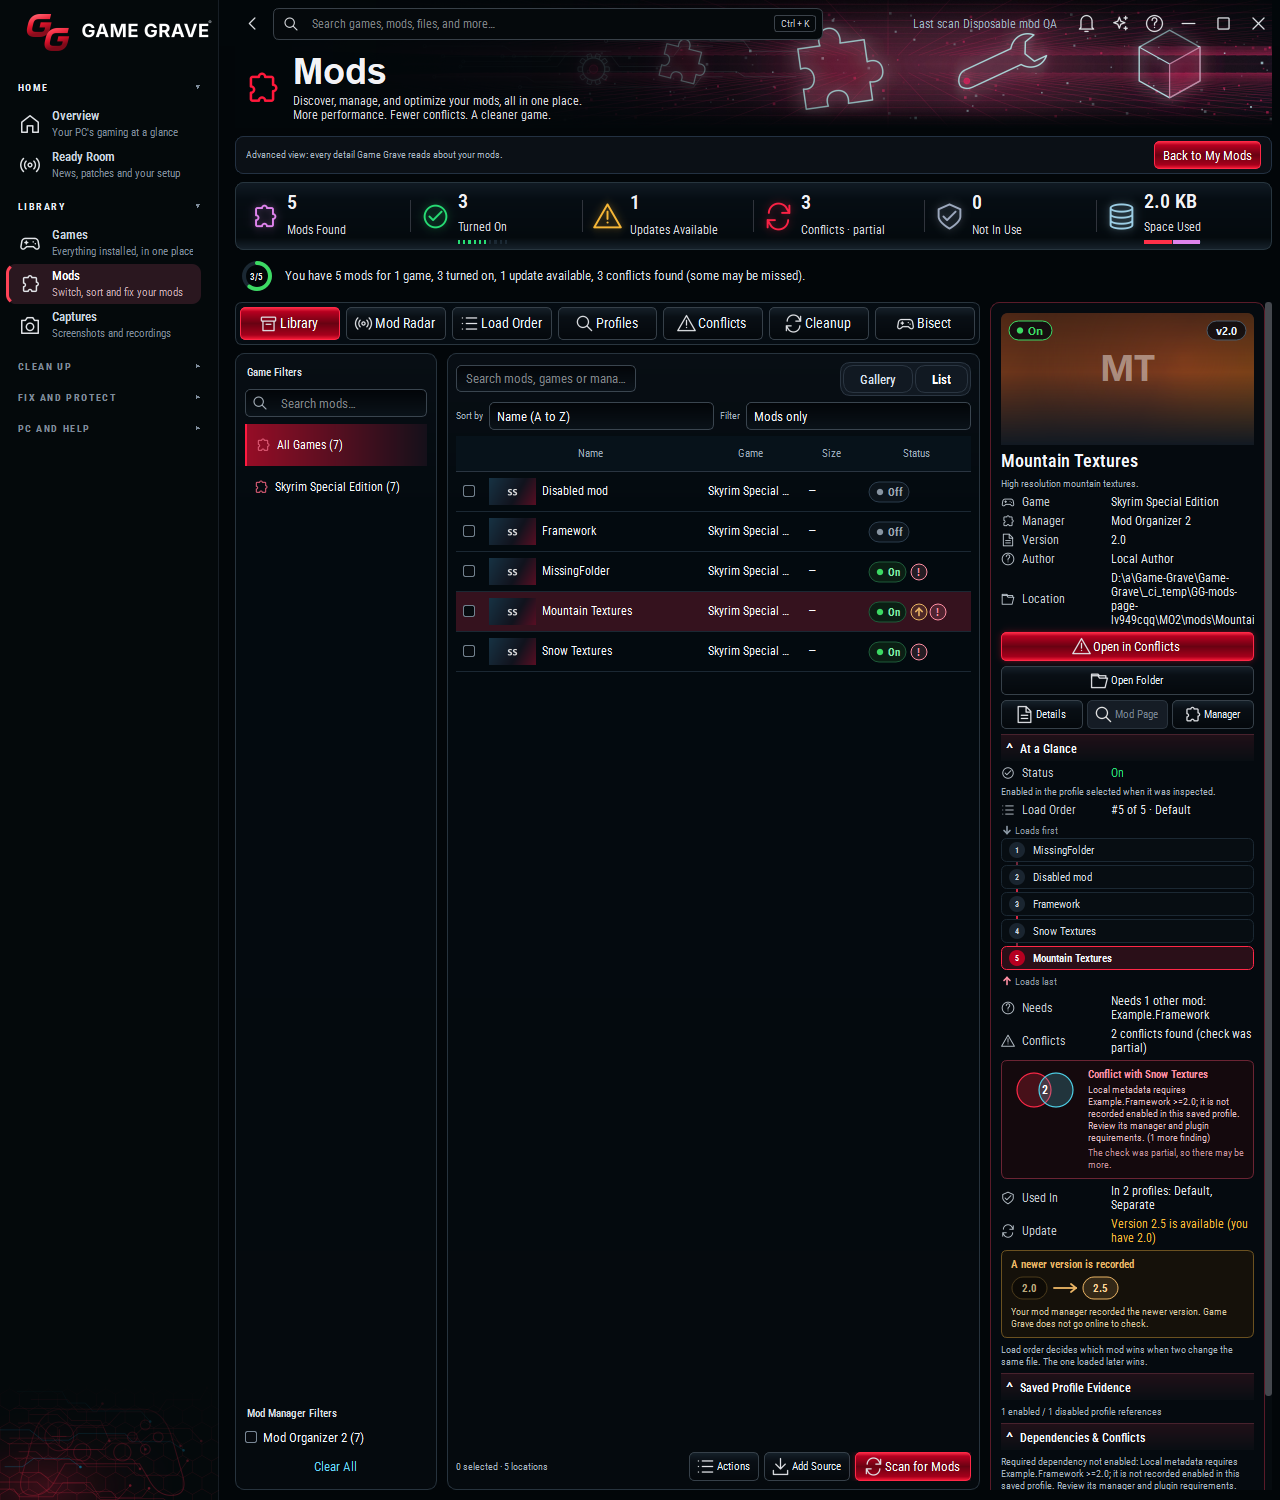 GAME GRAVE
Search games, mods, files, and more...
Ctrl + K
Last scan Disposable mod QA
HOME
Overview
Your PC's gaming at a glance
Ready Room
News, patches and your setup
LIBRARY
Games
Everything installed, in one place
Mods
Switch, sort and fix your mods
Captures
Screenshots and recordings
CLEAN UP
FIX AND PROTECT
PC AND HELP
Mods
Discover, manage, and optimize your mods, all in one place.
More performance. Fewer conflicts. A cleaner game.
Advanced view: every detail Game Grave reads about your mods.
Back to My Mods
5
Mods Found
3
Turned On
1
Updates Available
3
Conflicts · partial
0
Not In Use
2.0 KB
Space Used
3/5
You have 5 mods for 1 game, 3 turned on, 1 update available, 3 conflicts found (some may be missed).
Library
Mod Radar
Load Order
Profiles
Conflicts
Cleanup
Bisect
Game Filters
Search mods...
All Games (7)
Skyrim Special Edition (7)
Mod Manager Filters
Mod Organizer 2 (7)
Clear All
Search mods, games or mana...
Gallery
List
Sort by
Name (A to Z)
Filter
Mods only
Name
Game
Size
Status
SS
Disabled mod
Skyrim Special ...
—
Off
SS
Framework
Skyrim Special ...
—
Off
SS
MissingFolder
Skyrim Special ...
—
On
!
SS
Mountain Textures
Skyrim Special ...
—
On
!
SS
Snow Textures
Skyrim Special ...
—
On
!
0 selected · 5 locations
Actions
Add Source
Scan for Mods
On
v2.0
MT
Mountain Textures
High resolution mountain textures.
Game
Skyrim Special Edition
Manager
Mod Organizer 2
Version
2.0
Author
Local Author
Location
D:\a\Game-Grave\Game-
Grave\_ci_temp\GG-mods-
page-
lv949cqq\MO2\mods\Mountai
Open in Conflicts
Open Folder
Details
Mod Page
Manager
At a Glance
Status
On
Enabled in the profile selected when it was inspected.
Load Order
#5 of 5 · Default
Loads first
1
MissingFolder
2
Disabled mod
3
Framework
4
Snow Textures
5
Mountain Textures
Loads last
Needs
Needs 1 other mod:
Example.Framework
Conflicts
2 conflicts found (check was
partial)
2
Conflict with Snow Textures
Local metadata requires
Example.Framework >=2.0; it is not
recorded enabled in this saved profile.
Review its manager and plugin
requirements. (1 more finding)
The check was partial, so there may be
more.
Used In
In 2 profiles: Default,
Separate
Update
Version 2.5 is available (you
have 2.0)
A newer version is recorded
2.0
2.5
Your mod manager recorded the newer version. Game
Grave does not go online to check.
Load order decides which mod wins when two change the
same file. The one loaded later wins.
Saved Profile Evidence
1 enabled / 1 disabled profile references
Dependencies & Conflicts
Required dependency not enabled: Local metadata requires
Example.Framework >=2.0; it is not recorded enabled in this
saved profile. Review its manager and plugin requirements.